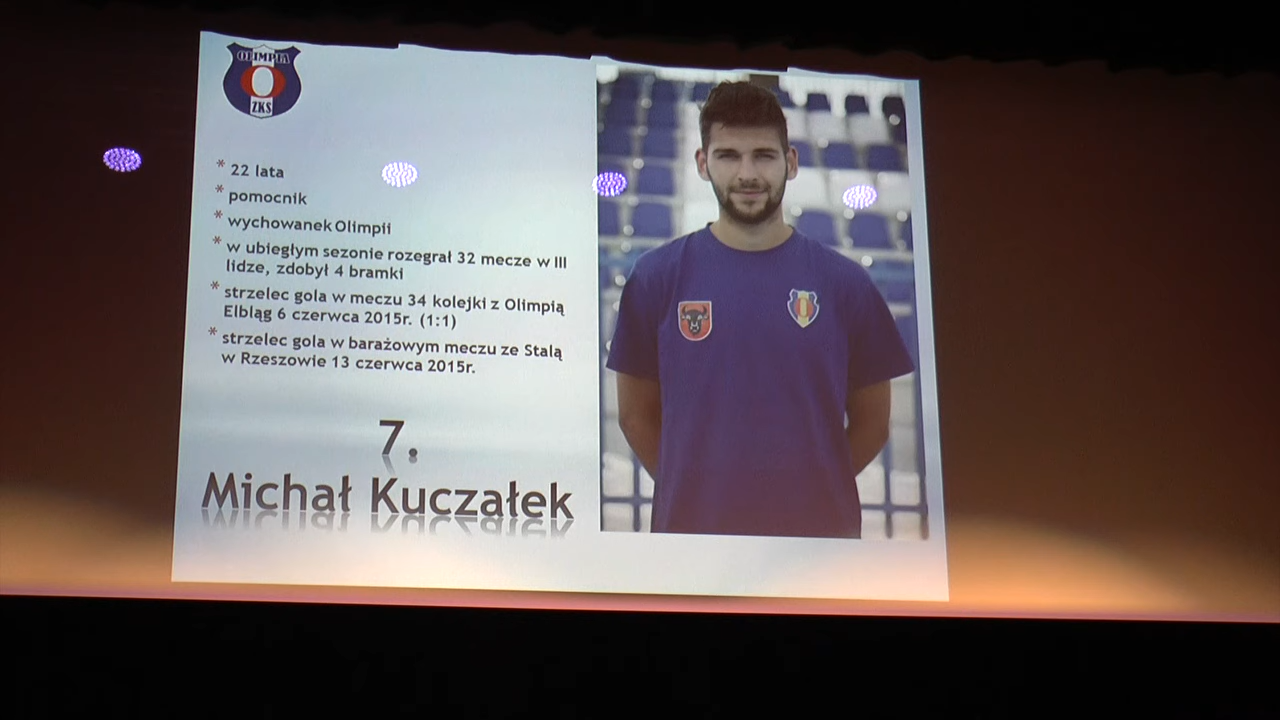 OLIMPIA
ZKS
* 22 lata
* pomocnik
* wychowanek Olimpii
* w ubiegłym sezonie rozegrał 32 mecze w III
lidze, zdobył 4 bramki
* strzelec gola w meczu 34 kolejki z Olimpią
Elbląg 6 czerwca 2015r. (1:1)
* strzelec gola w barażowym meczu ze Stalą
w Rzeszowie 13 czerwca 2015r.
7.
Michał Kuczałek